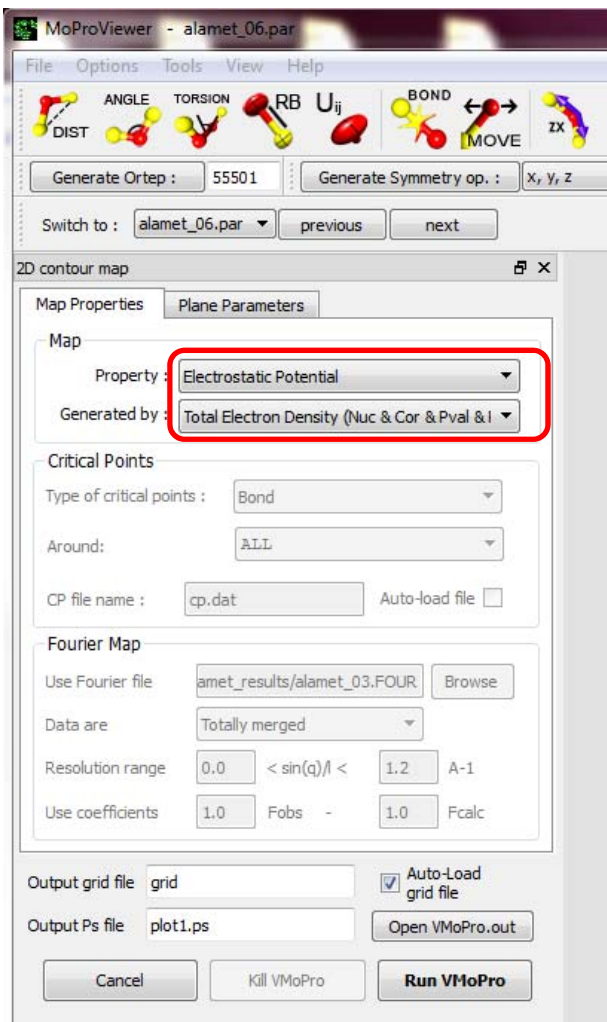 MoProViewer - alamet_06.par
File Options Tools View Help
DIST ANGLE TORSION RB Uij BOND MOVE ZX
Generate Ortep : 55501 Generate Symmetry op. : x, y, z
Switch to : alamet_06.par previous next
2D contour map
Map Properties Plane Parameters
Map
Property : Electrostatic Potential
Generated by : Total Electron Density (Nuc & Cor & Pval &
Critical Points
Type of critical points : Bond
Around: ALL
CP file name : cp.dat Auto-load file
Fourier Map
Use Fourier file amet_results/alamet_03.FOUR Browse
Data are Totally merged
Resolution range 0.0 < sin(q)/l < 1.2 A-1
Use coefficients 1.0 Fobs - 1.0 Fcalc
Output grid file grid Auto-Load grid file
Output Ps file plot1.ps Open VMoPro.out
Cancel Kill VMoPro Run VMoPro